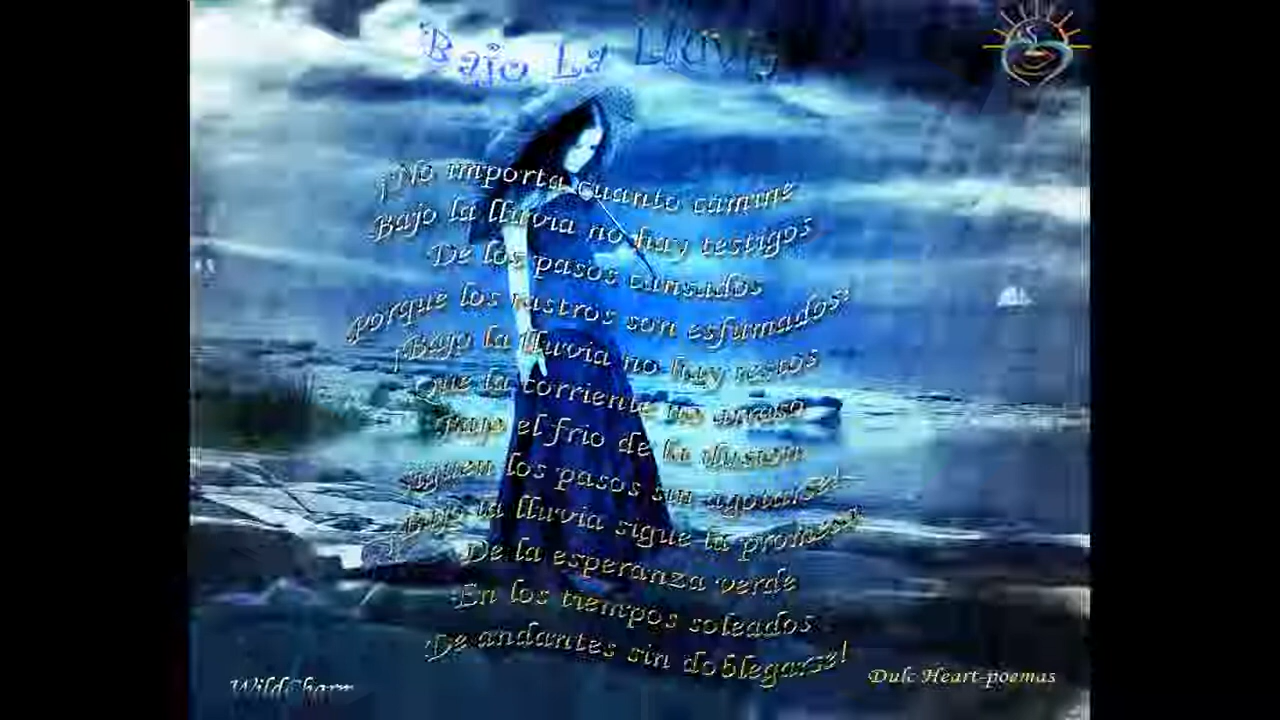 Bajo La Lluvia
¡No importa cuanto camine
Bajo la lluvia no hay testigos
De los pasos cansados
Porque los rastros son esfumados!
¡Bajo la lluvia no hay restos
Que la corriente no arraso
Bajo el frio de la ilusion
Siguen los pasos sin agotarse!
¡Bajo la lluvia sigue la promesa
De la esperanza verde
En los tiempos soleados
De andantes sin doblegarse!
WildCharm
Dulc Heart-poemas